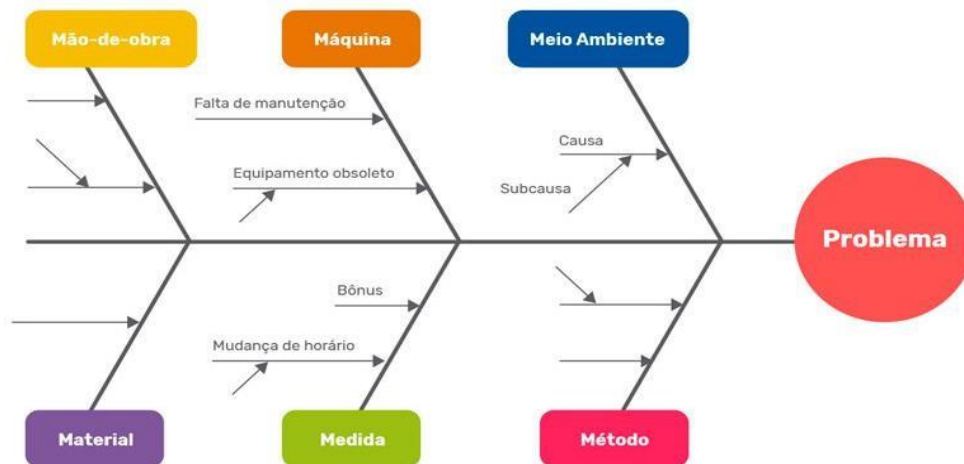 Mão-de-obra
Máquina
Meio Ambiente
Falta de manutenção
Causa
Equipamento obsoleto
Subcausa
Problema
Bônus
Mudança de horário
Material
Medida
Método